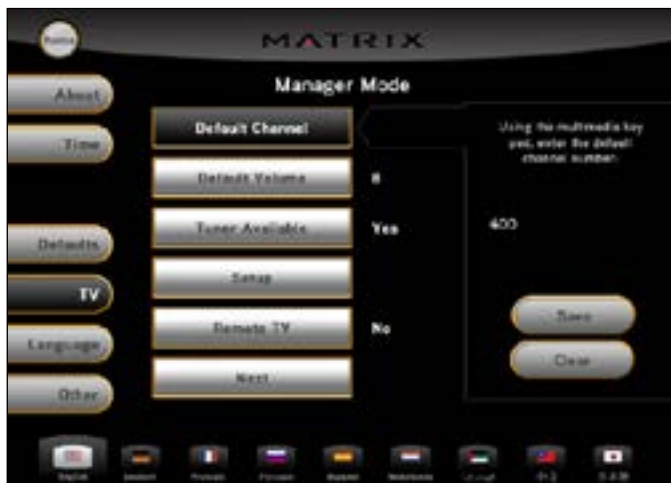 MATRIX
Manager Mode
About
Time
Defaults
TV
Language
Other
Default Channel
Default Volume
8
Tuner Available
Yes
Setup
Remote TV
No
Next
Using the multimedia key
pad, enter the default
channel number.
400
Save
Clear
English